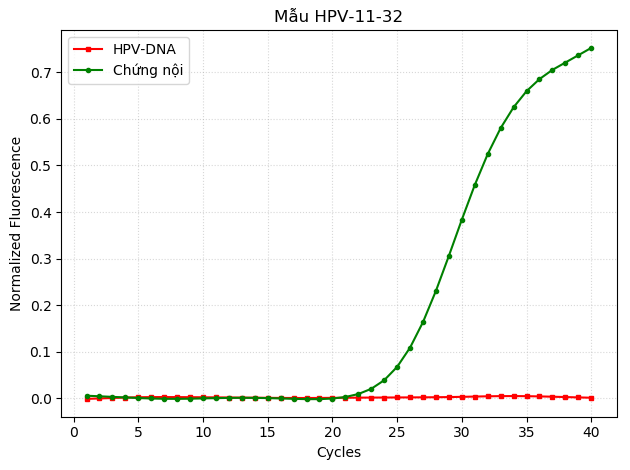 Mẫu HPV-11-32
HPV-DNA
Chứng nội
Normalized Fluorescence
0.7
0.6
0.5
0.4
0.3
0.2
0.1
0.0
0 5 10 15 20 25 30 35 40
Cycles